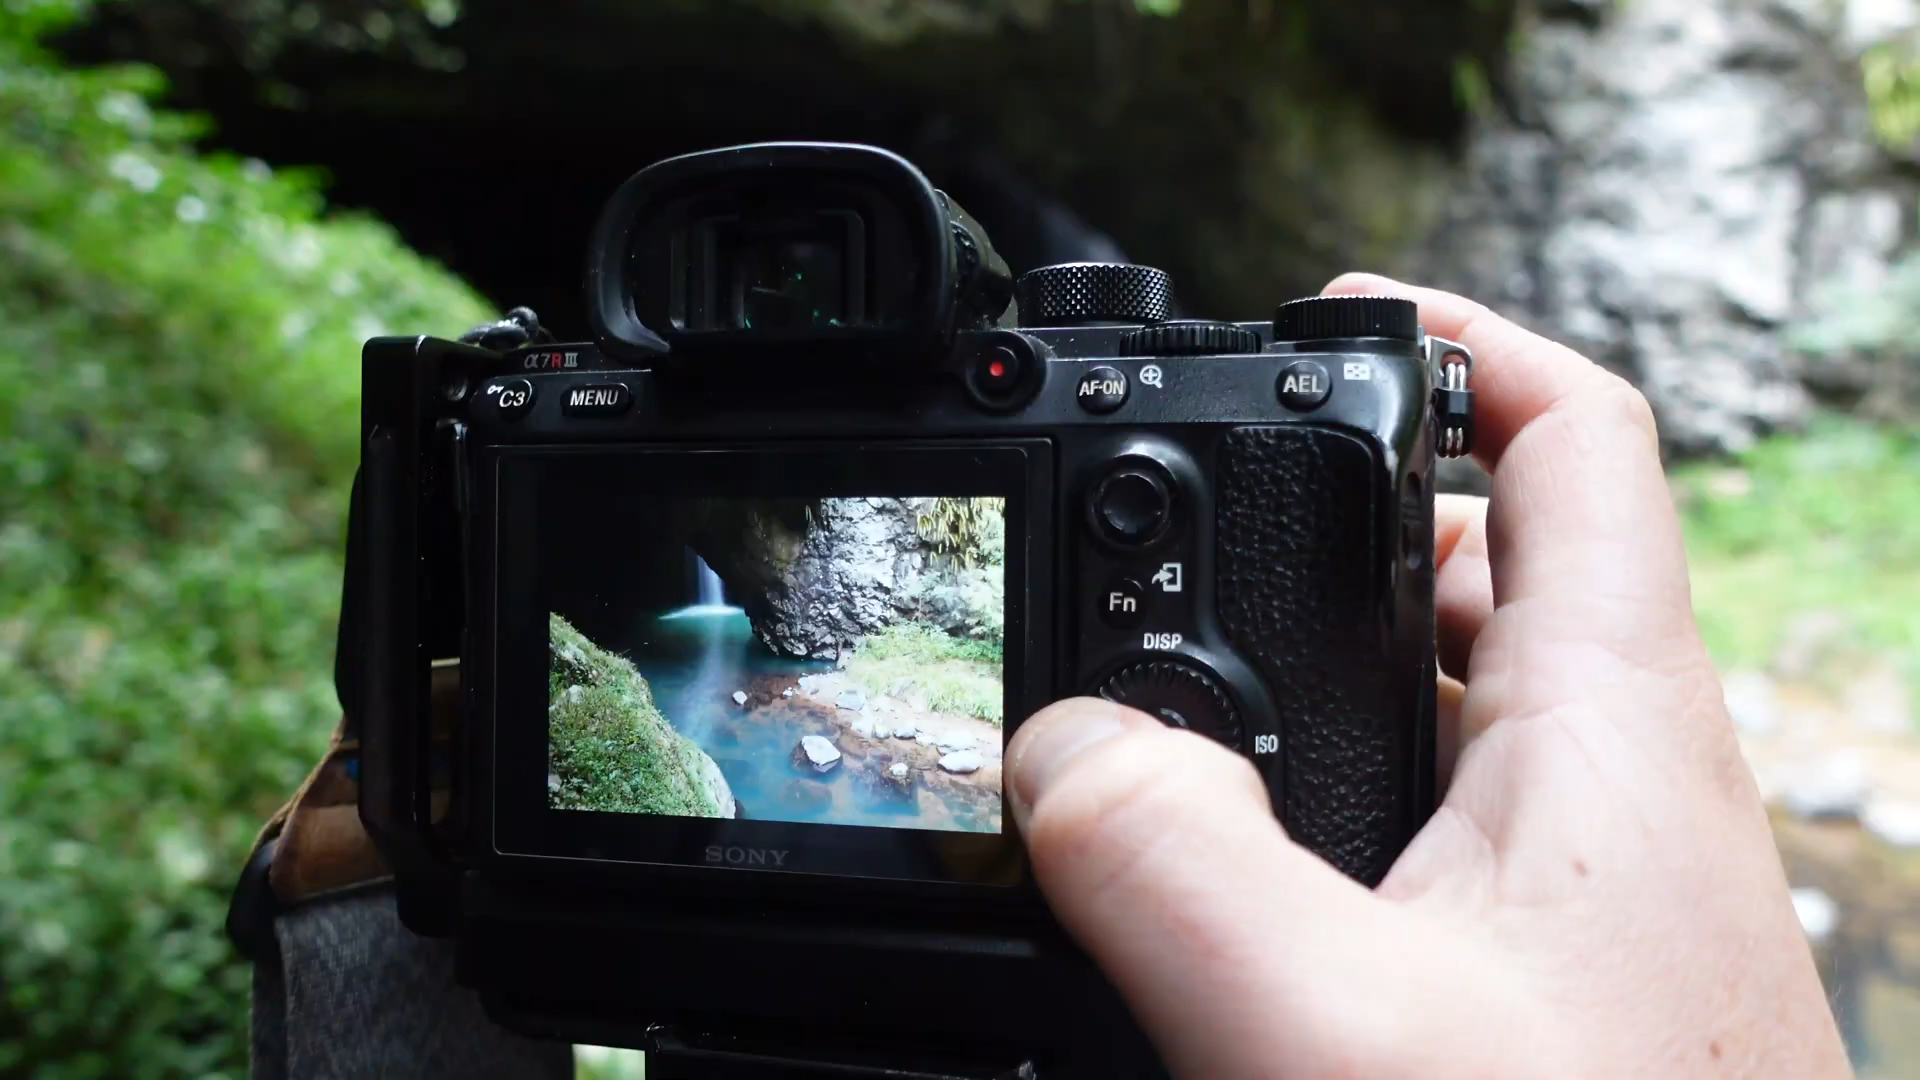 α7RIII
C3
MENU
AF-ON
AEL
Fn
DISP
ISO
SONY